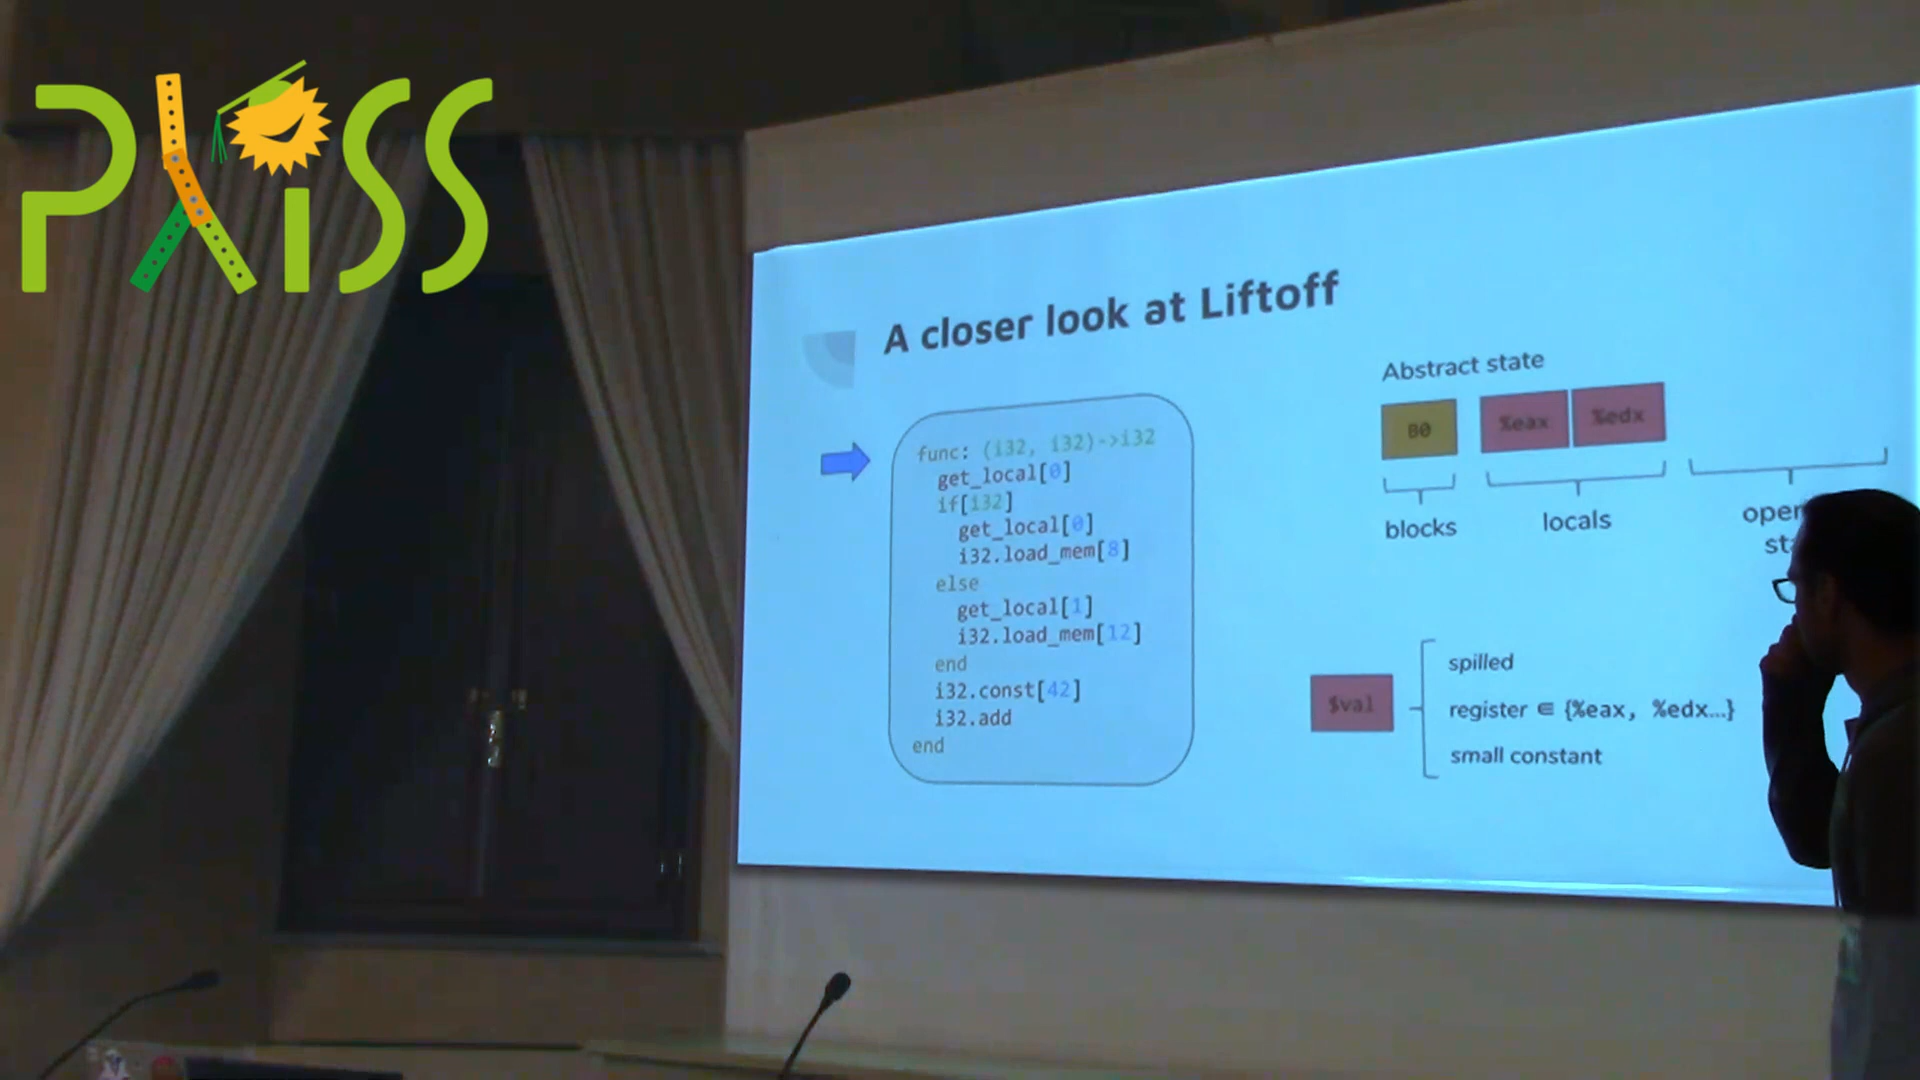 PLISS
A closer look at Liftoff
func: (i32, i32)->i32
get_local[0]
if[i32]
get_local[0]
i32.load_mem[8]
else
get_local[1]
i32.load_mem[12]
end
i32.const[42]
i32.add
end
Abstract state
B0 %eax %edx
blocks
locals
$val
spilled
register ∈ {%eax, %edx…}
small constant